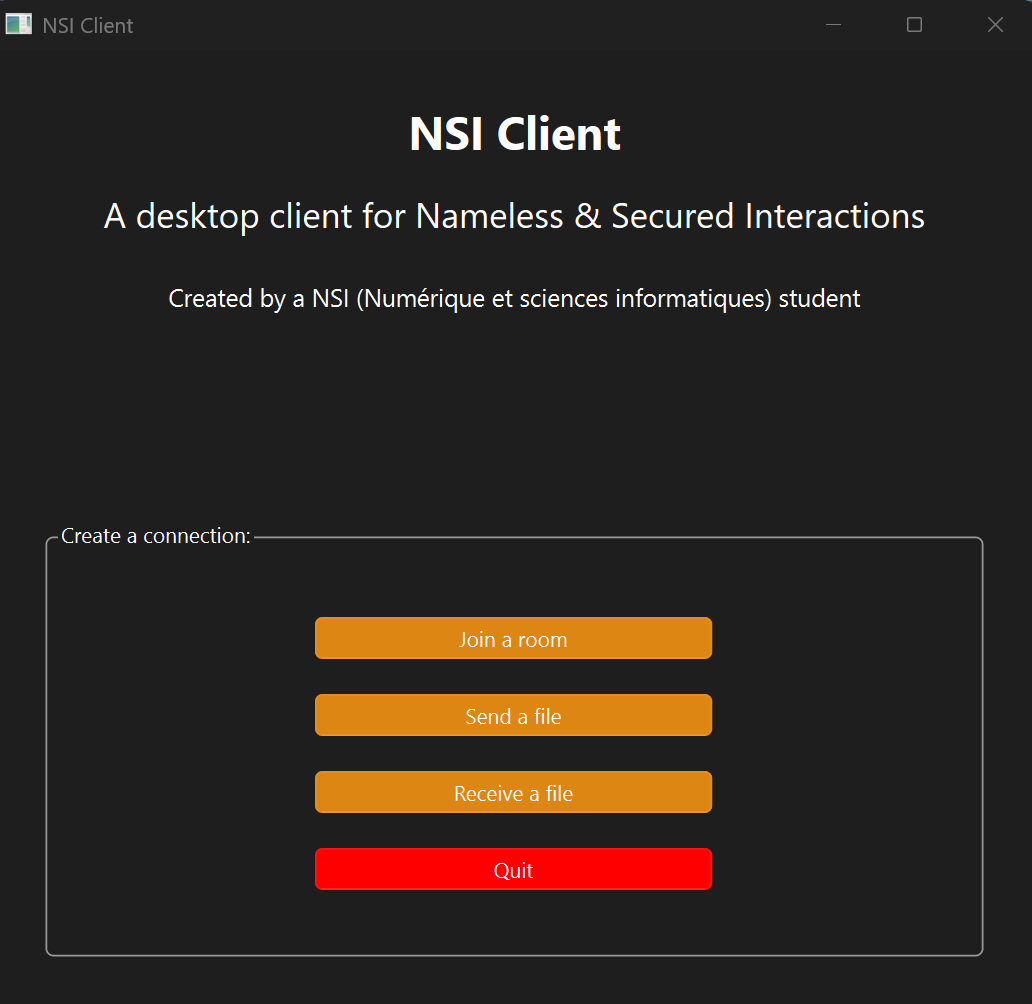 NSI Client
NSI Client
A desktop client for Nameless & Secured Interactions
Created by a NSI (Numérique et sciences informatiques) student
Create a connection:
Join a room
Send a file
Receive a file
Quit